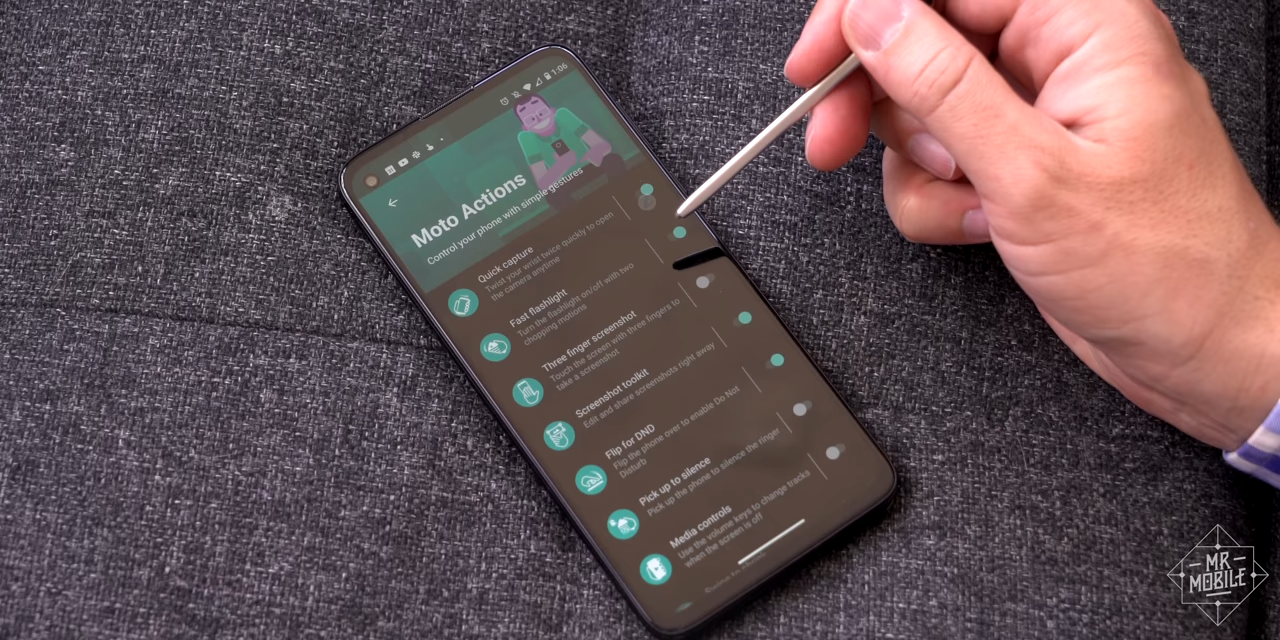 1:06
Moto Actions
Control your phone with simple gestures
Quick capture
Twist your wrist twice quickly to open
the camera anytime
Fast flashlight
Turn the flashlight on/off with two
chopping motions
Three finger screenshot
Touch the screen with three fingers to
take a screenshot
Screenshot toolkit
Edit and share screenshots right away
Flip for DND
Flip the phone over to enable Do Not
Disturb
Pick up to silence
Pick up the phone to silence the ringer
Media controls
Use the volume keys to change tracks
when the screen is off
MR
MOBILE